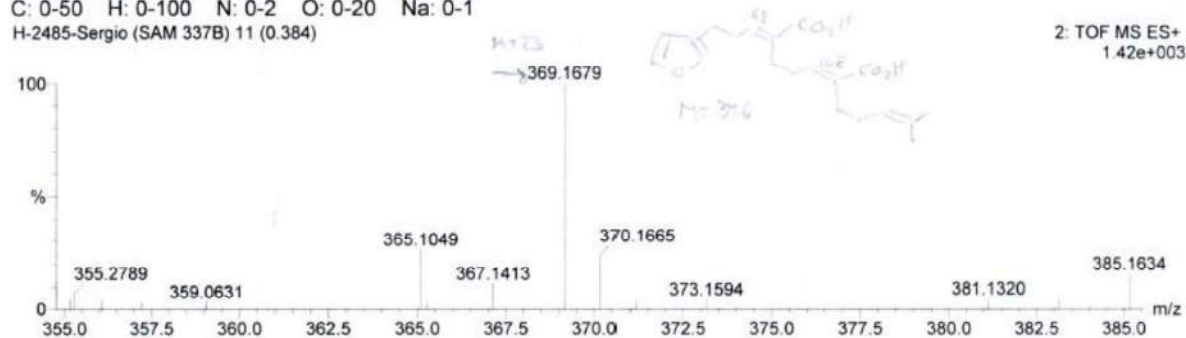 C: 0-50 H: 0-100 N: 0-2 O: 0-20 Na: 0-1
H-2485-Sergio (SAM 337B) 11 (0.384)
2: TOF MS ES+
1.42e+003
M+23
6E
CO2H
CO2H
M= 346
100
%
0
369.1679
370.1665
365.1049
367.1413
355.2789
359.0631
373.1594
381.1320
385.1634
355.0 357.5 360.0 362.5 365.0 367.5 370.0 372.5 375.0 377.5 380.0 382.5 385.0
m/z